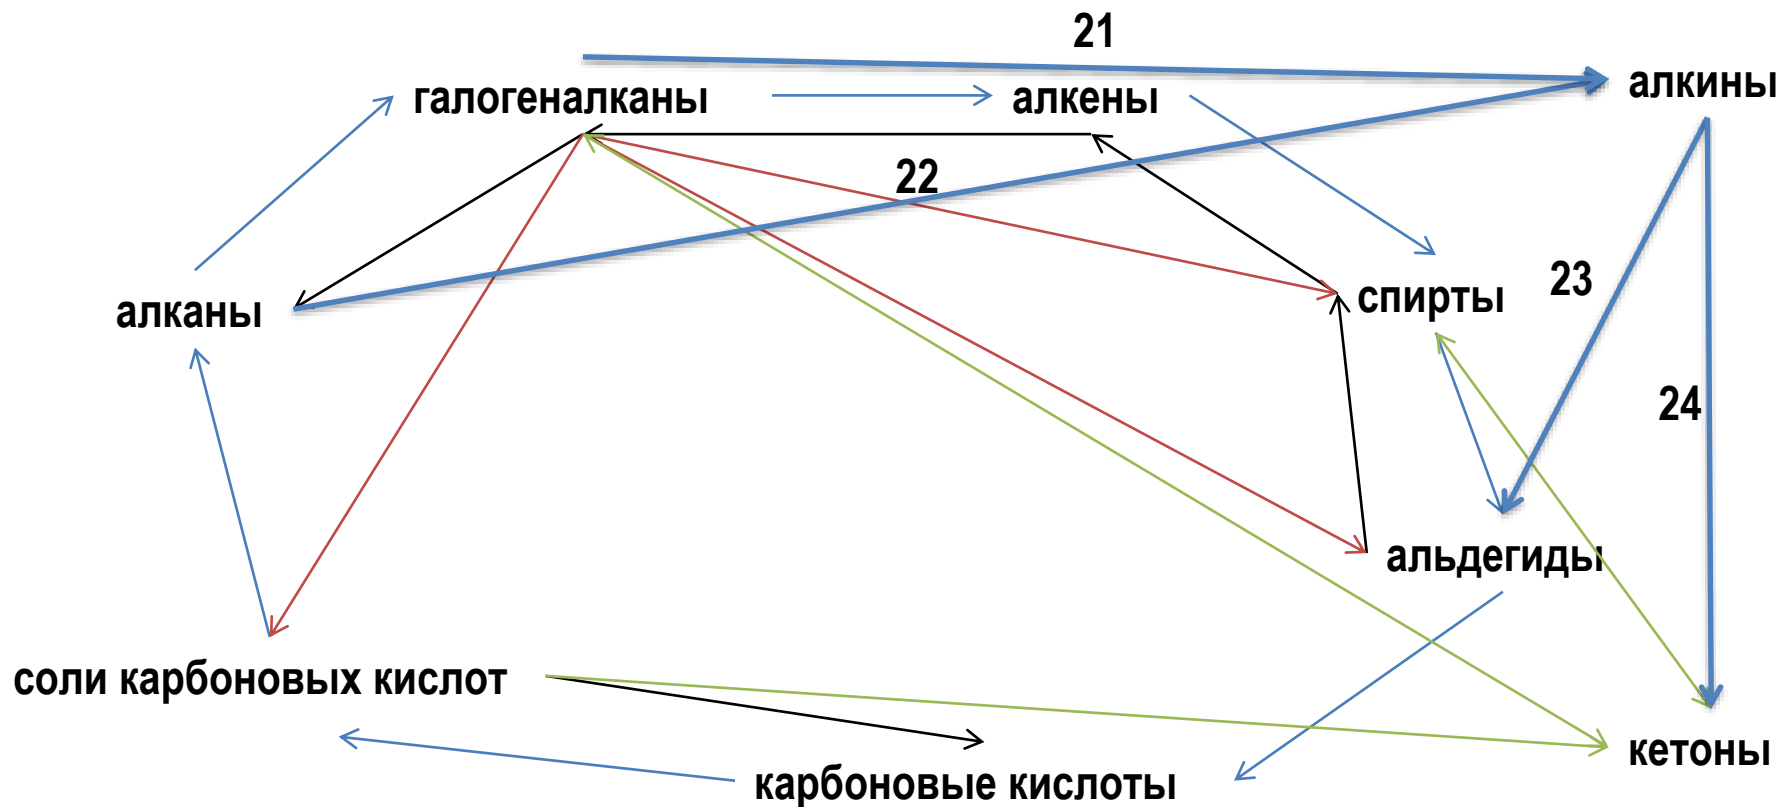 21
галогеналканы
алкены
алкины
22
алканы
спирты
23
24
альдегиды
соли карбоновых кислот
кетоны
карбоновые кислоты